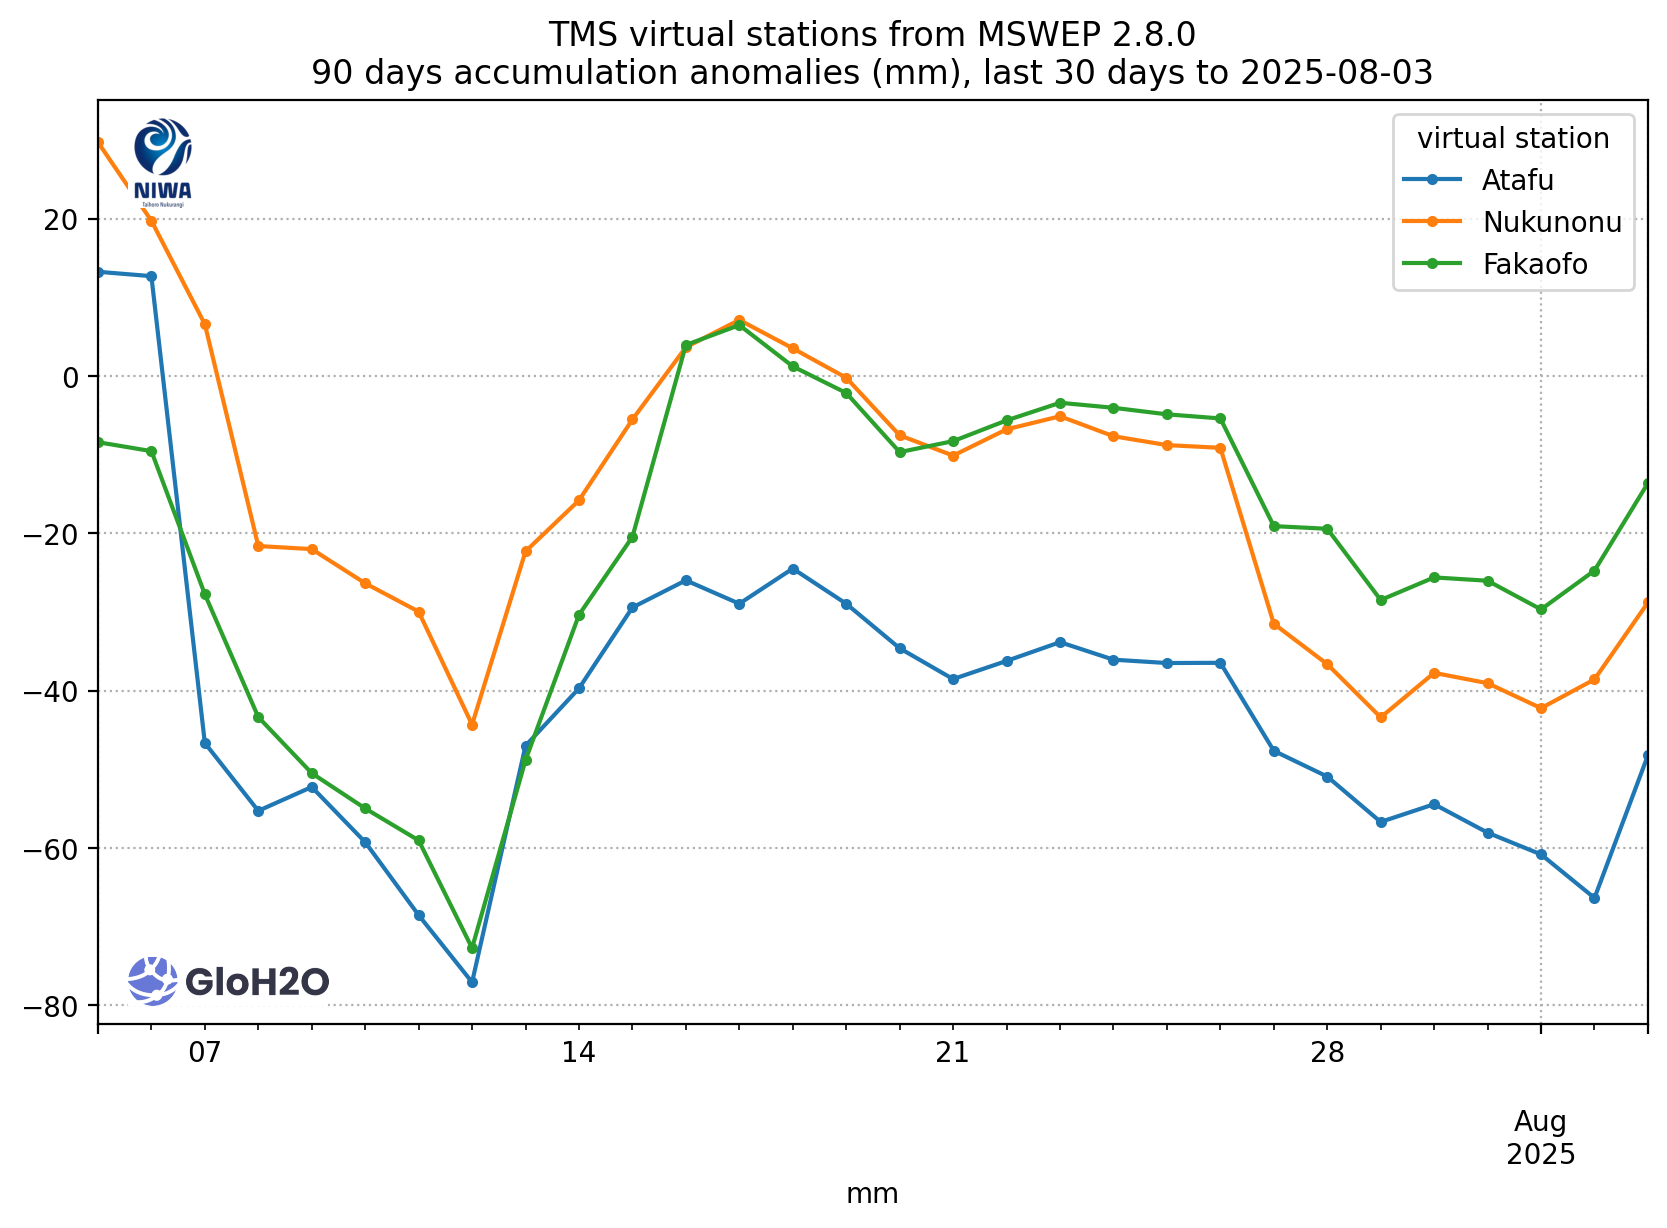 TMS virtual stations from MSWEP 2.8.0
90 days accumulation anomalies (mm), last 30 days to 2025-08-03
NIWA
Taihoro Nukurangi
virtual station
Atafu
Nukunonu
Fakaofo
20
0
−20
−40
−60
−80
GloH2O
07
14
21
28
Aug
2025
mm